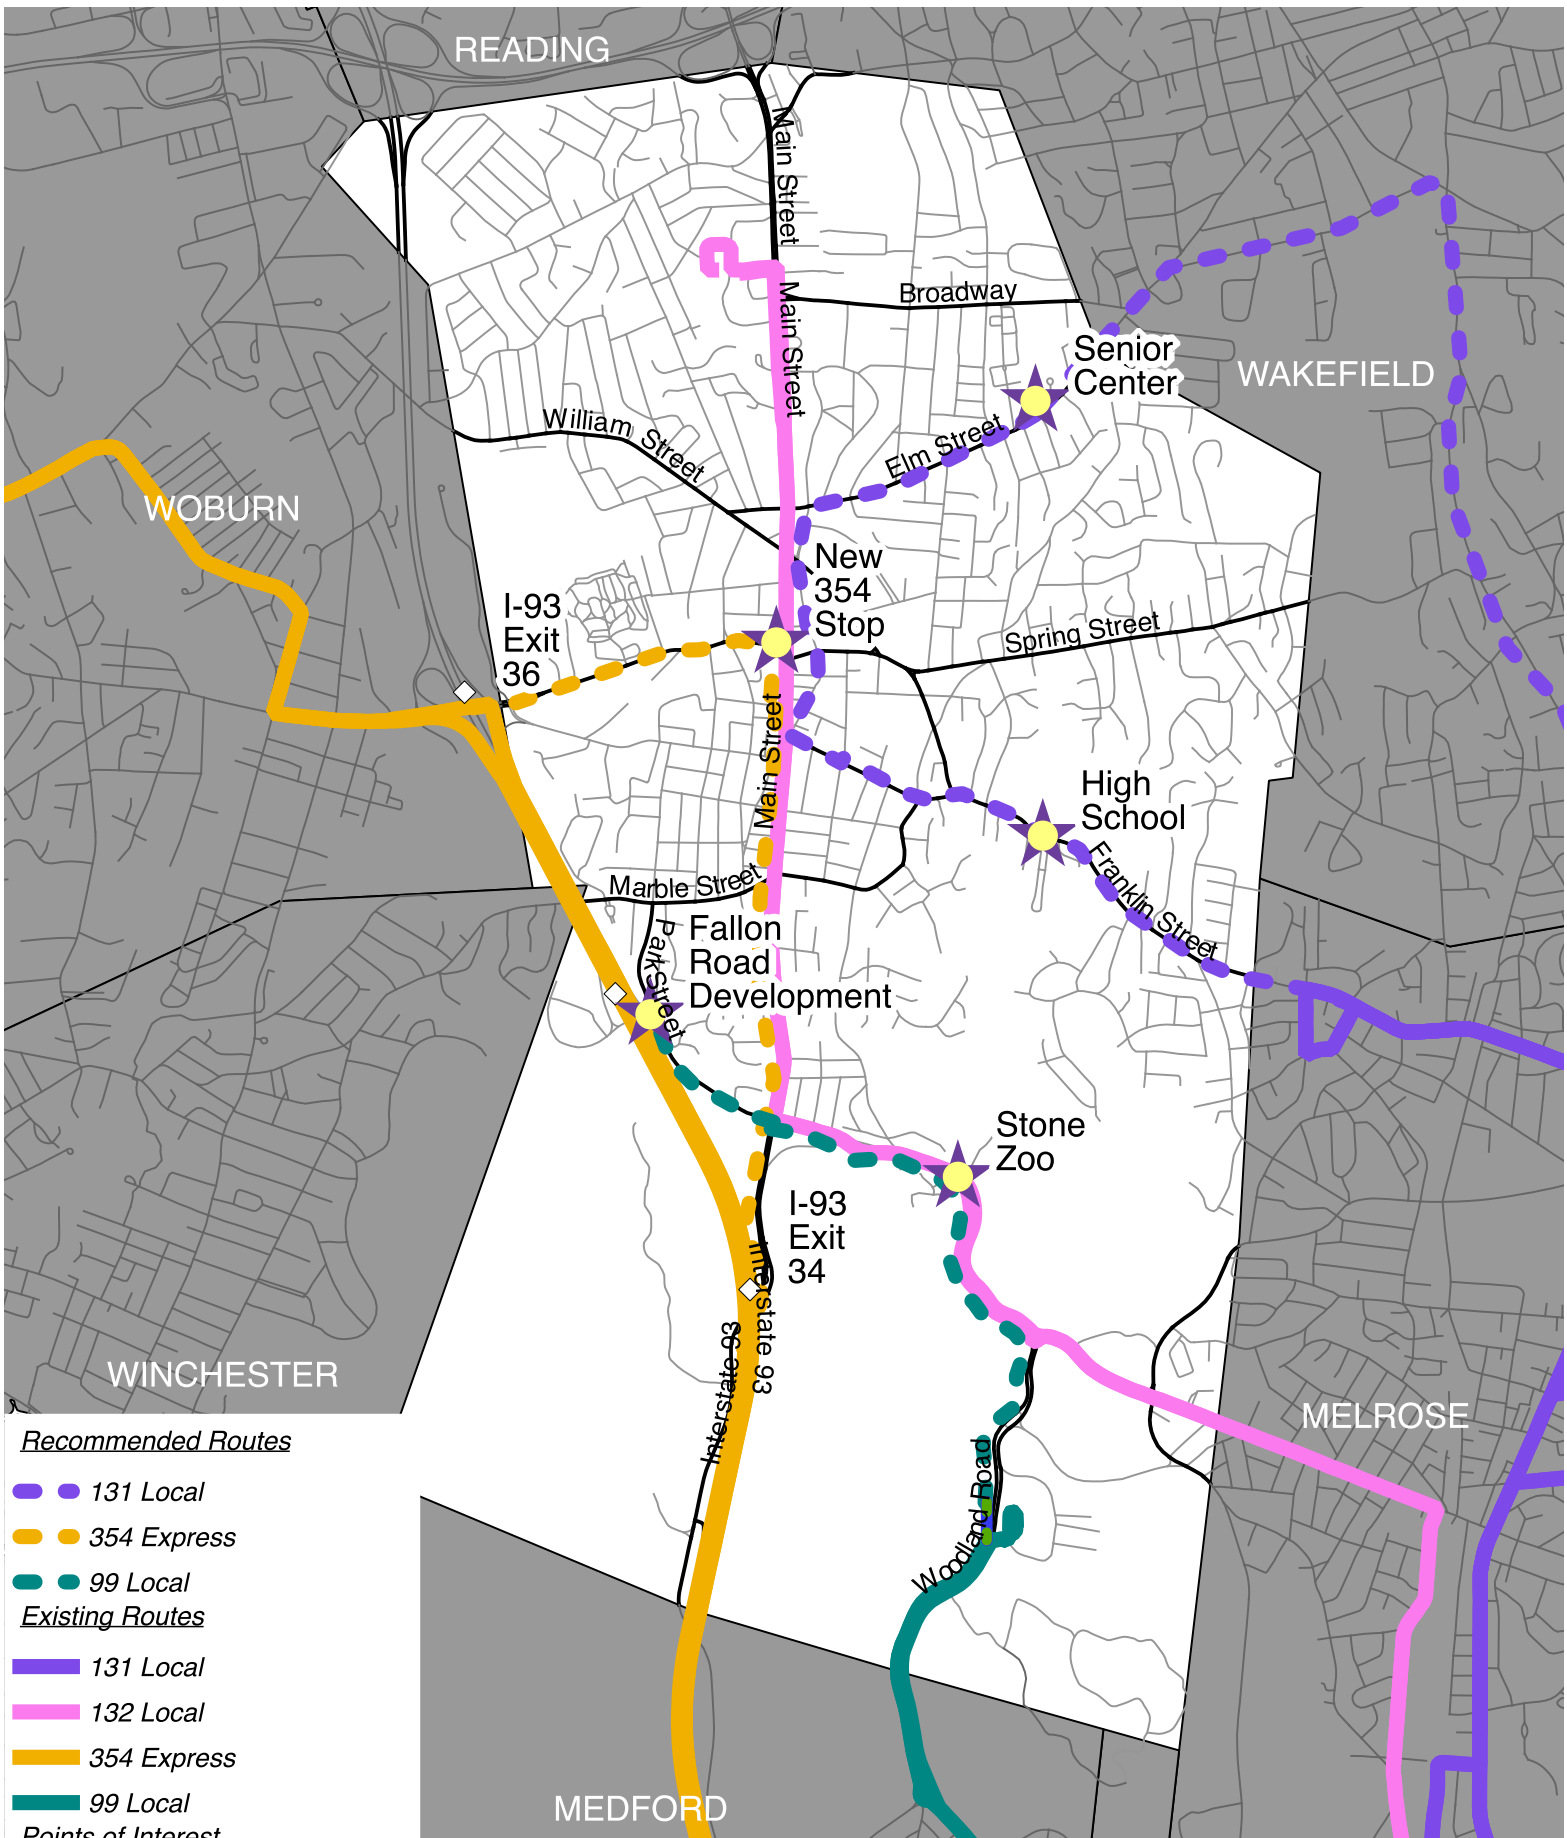 READING
Main Street
Main Street
Broadway
Senior
Center
WAKEFIELD
William Street
Elm Street
WOBURN
New
354
Stop
I-93
Exit
36
Spring Street
Main Street
High
School
Franklin Street
Marble Street
Park Street
Fallon
Road
Development
Stone
Zoo
I-93
Exit
34
Interstate 93
Interstate 93
WINCHESTER
MELROSE
Woodland Road
MEDFORD
Recommended Routes
131 Local
354 Express
99 Local
Existing Routes
131 Local
132 Local
354 Express
99 Local
Points of Interest